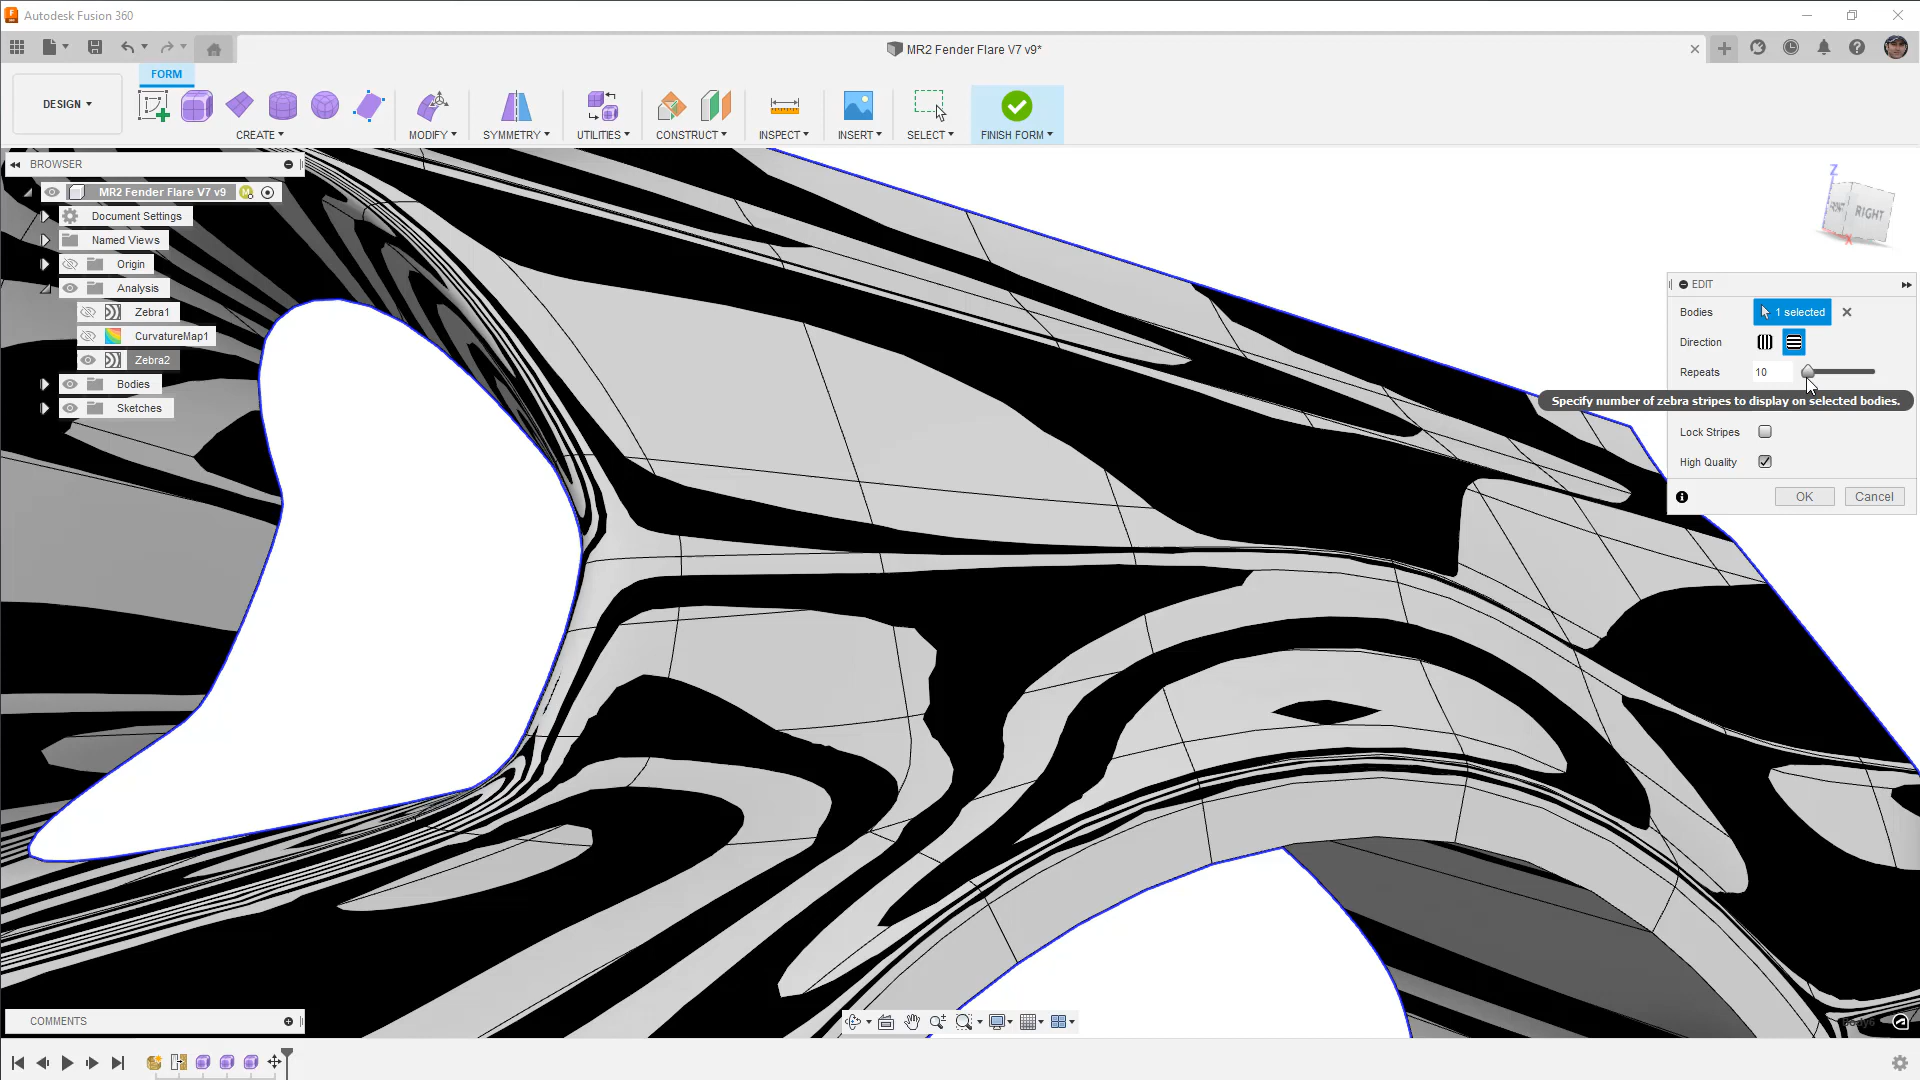 Autodesk Fusion 360
MR2 Fender Flare V7 v9*
FORM
DESIGN
CREATE
MODIFY
SYMMETRY
UTILITIES
CONSTRUCT
INSPECT
INSERT
SELECT
FINISH FORM
BROWSER
MR2 Fender Flare V7 v9
Document Settings
Named Views
Origin
Analysis
Zebra1
CurvatureMap1
Zebra2
Bodies
Sketches
Z
RIGHT
X
EDIT
Bodies
1 selected
Direction
Repeats
10
Specify number of zebra stripes to display on selected bodies.
Lock Stripes
High Quality
OK
Cancel
COMMENTS